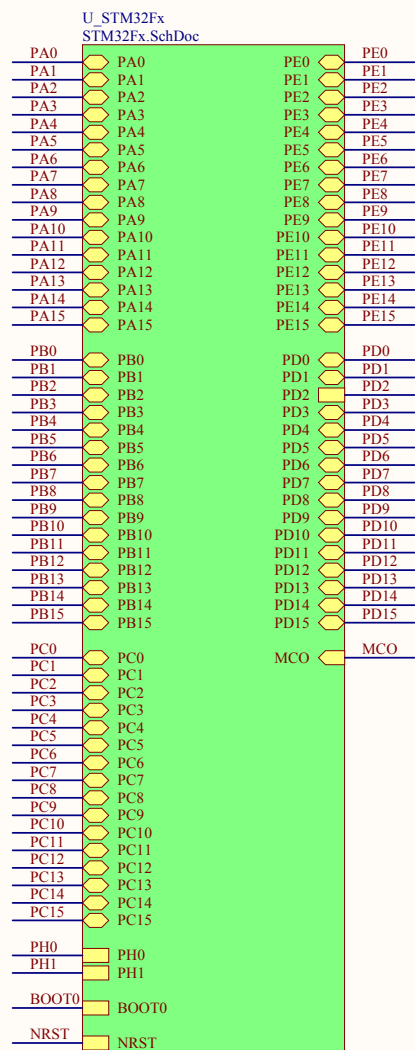 U_STM32Fx
STM32Fx.SchDoc
PA0 PA0 PE0 PE0
PA1 PA1 PE1 PE1
PA2 PA2 PE2 PE2
PA3 PA3 PE3 PE3
PA4 PA4 PE4 PE4
PA5 PA5 PE5 PE5
PA6 PA6 PE6 PE6
PA7 PA7 PE7 PE7
PA8 PA8 PE8 PE8
PA9 PA9 PE9 PE9
PA10 PA10 PE10 PE10
PA11 PA11 PE11 PE11
PA12 PA12 PE12 PE12
PA13 PA13 PE13 PE13
PA14 PA14 PE14 PE14
PA15 PA15 PE15 PE15
PB0 PB0 PD0 PD0
PB1 PB1 PD1 PD1
PB2 PB2 PD2 PD2
PB3 PB3 PD3 PD3
PB4 PB4 PD4 PD4
PB5 PB5 PD5 PD5
PB6 PB6 PD6 PD6
PB7 PB7 PD7 PD7
PB8 PB8 PD8 PD8
PB9 PB9 PD9 PD9
PB10 PB10 PD10 PD10
PB11 PB11 PD11 PD11
PB12 PB12 PD12 PD12
PB13 PB13 PD13 PD13
PB14 PB14 PD14 PD14
PB15 PB15 PD15 PD15
PC0 PC0 MCO MCO
PC1 PC1
PC2 PC2
PC3 PC3
PC4 PC4
PC5 PC5
PC6 PC6
PC7 PC7
PC8 PC8
PC9 PC9
PC10 PC10
PC11 PC11
PC12 PC12
PC13 PC13
PC14 PC14
PC15 PC15
PH0 PH0
PH1 PH1
BOOT0 BOOT0
NRST NRST